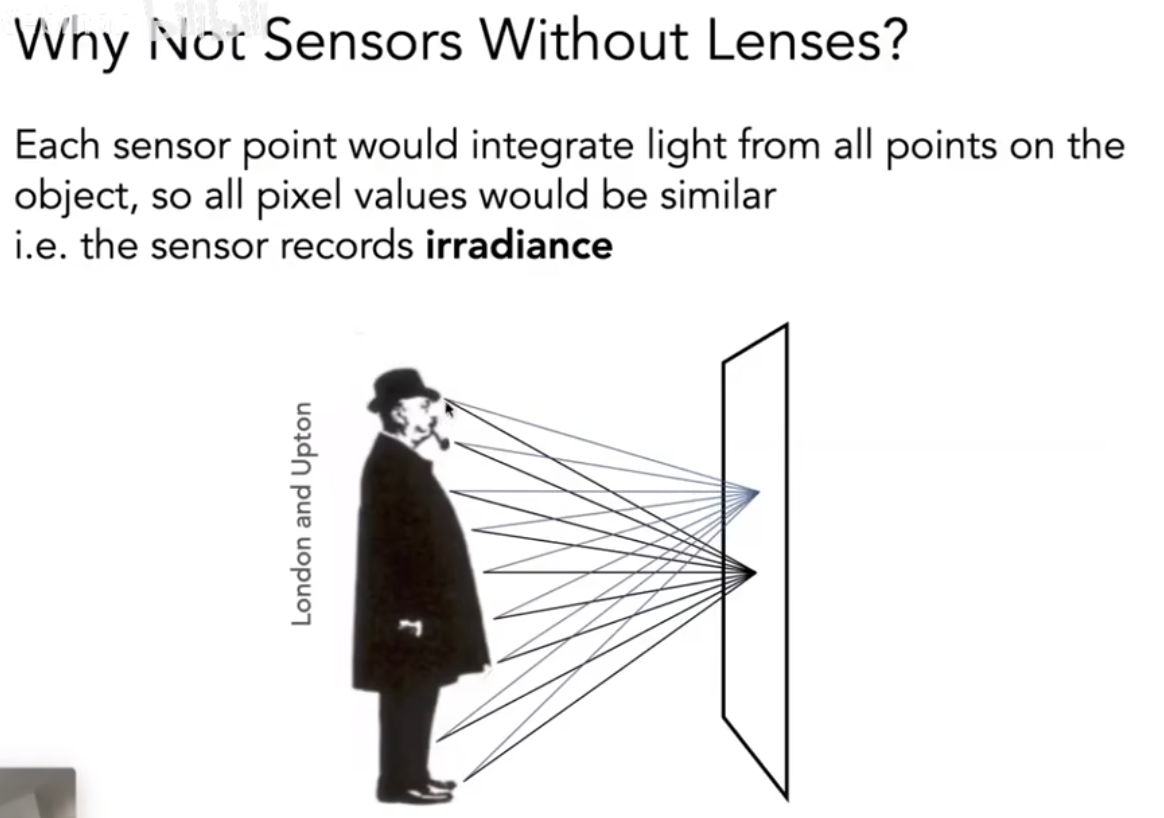 Why Not Sensors Without Lenses?
Each sensor point would integrate light from all points on the
object, so all pixel values would be similar
i.e. the sensor records irradiance
London and Upton